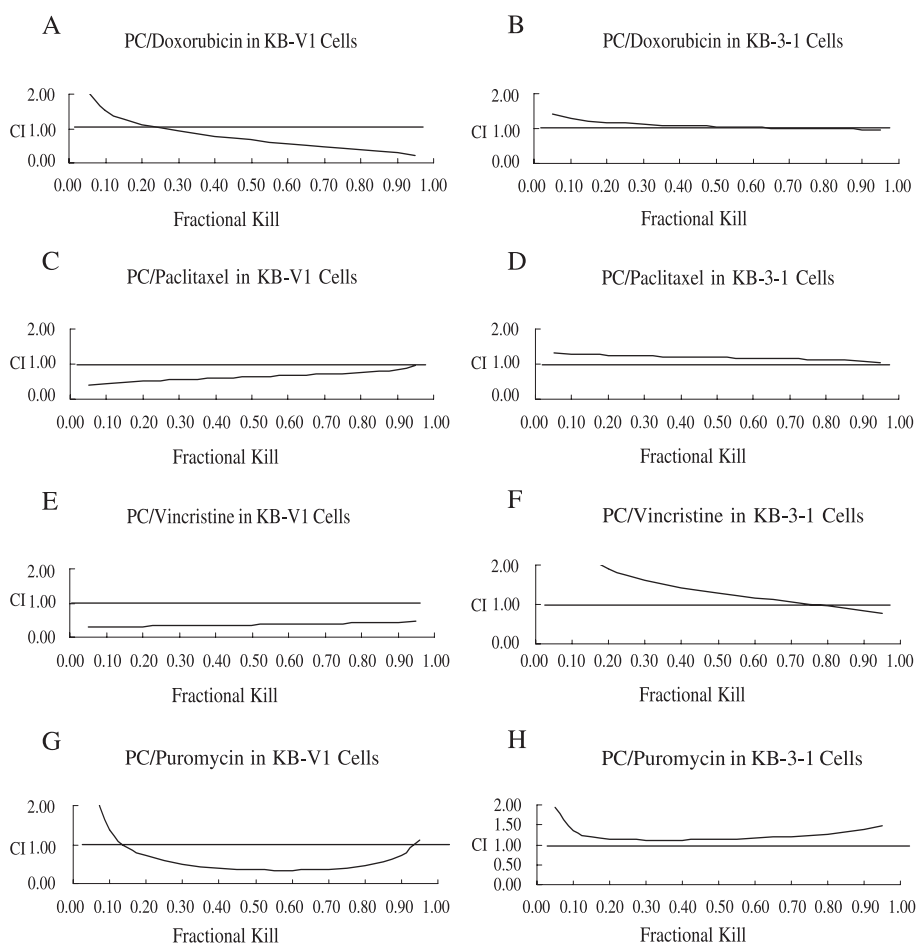 A
PC/Doxorubicin in KB-V1 Cells
2.00
CI 1.00
0.00
0.00 0.10 0.20 0.30 0.40 0.50 0.60 0.70 0.80 0.90 1.00
Fractional Kill
B
PC/Doxorubicin in KB-3-1 Cells
2.00
CI 1.00
0.00
0.00 0.10 0.20 0.30 0.40 0.50 0.60 0.70 0.80 0.90 1.00
Fractional Kill
C
PC/Paclitaxel in KB-V1 Cells
2.00
CI 1.00
0.00
0.00 0.10 0.20 0.30 0.40 0.50 0.60 0.70 0.80 0.90 1.00
Fractional Kill
D
PC/Paclitaxel in KB-3-1 Cells
2.00
CI 1.00
0.00
0.00 0.10 0.20 0.30 0.40 0.50 0.60 0.70 0.80 0.90 1.00
Fractional Kill
E
PC/Vincristine in KB-V1 Cells
2.00
CI 1.00
0.00
0.00 0.10 0.20 0.30 0.40 0.50 0.60 0.70 0.80 0.90 1.00
Fractional Kill
F
PC/Vincristine in KB-3-1 Cells
2.00
CI 1.00
0.00
0.00 0.10 0.20 0.30 0.40 0.50 0.60 0.70 0.80 0.90 1.00
Fractional Kill
G
PC/Puromycin in KB-V1 Cells
2.00
CI 1.00
0.00
0.00 0.10 0.20 0.30 0.40 0.50 0.60 0.70 0.80 0.90 1.00
Fractional Kill
H
PC/Puromycin in KB-3-1 Cells
2.00
1.50
CI 1.00
0.50
0.00
0.00 0.10 0.20 0.30 0.40 0.50 0.60 0.70 0.80 0.90 1.00
Fractional Kill